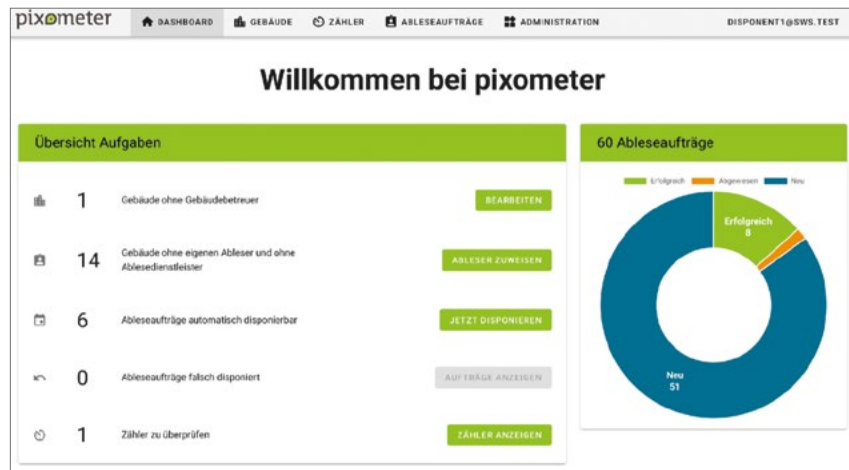 pixometer
DASHBOARD
GEBÄUDE
ZÄHLER
ABLESEAUFTRÄGE
ADMINISTRATION
DISPONENT1@SWS.TEST
Willkommen bei pixometer
Übersicht Aufgaben
1
Gebäude ohne Gebäudebetreuer
BEARBEITEN
14
Gebäude ohne eigenen Ableser und ohne
Ablesedienstleister
ABLESER ZUWEISEN
6
Ableseaufträge automatisch disponierbar
JETZT DISPONIEREN
0
Ableseaufträge falsch disponiert
AUFTRÄGE ANZEIGEN
1
Zähler zu überprüfen
ZÄHLER ANZEIGEN
60 Ableseaufträge
Erfolgreich
Abgewiesen
Neu
Erfolgreich
8
Neu
51